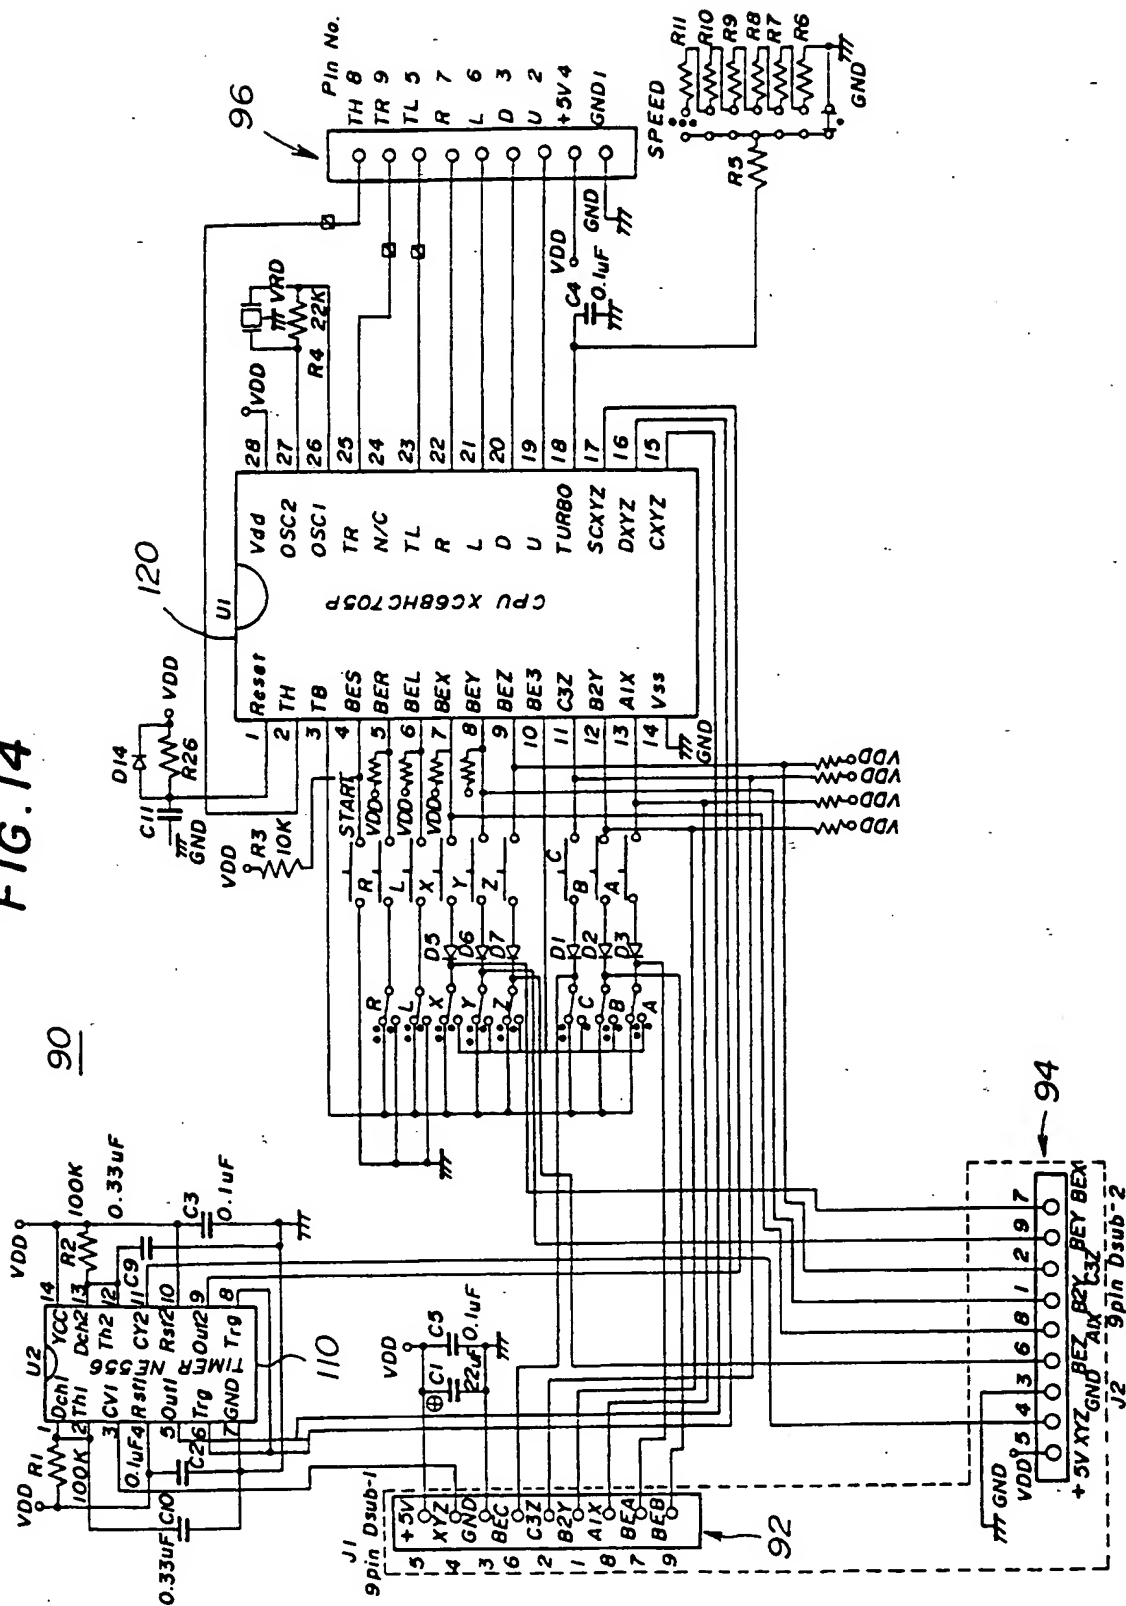 FIG. 14
90
VDD
R1
100K
0.33uF C10
0.1uF
C2
U2
TIMER NE556
1 Dch1
2 Th1
3 CV1
4 Rst1
5 Out1
6 Trg
7 GND
14 YCC
13 Dch2
12 Th2
11 CY2
10 Rst2
9 Out2
8 Trg
110
VDD
R2
100K
C9
0.33uF
C3
0.1uF
D14
VDD
R26
C11
GND
VDD
R3
10K
120
U1
CPU XC68HC705P
1 Reset
2 TH
3 TB
4 BES
5 BER
6 BEL
7 BEX
8 BEY
9 BEZ
10 BE3
11 C3Z
12 B2Y
13 A1X
14 Vss
GND
Vdd 28
OSC2 27
OSC1 26
TR 25
N/C 24
TL 23
R 22
L 21
D 20
U 19
TURBO 18
SCXYZ 17
DXYZ 16
CXYZ 15
VDD
VRD
R4
22K
96
Pin No.
TH 8
TR 9
TL 5
R 7
L 6
D 3
U 2
+5V 4
GND 1
VDD
GND
C4
0.1uF
SPEED
R5
R11
R10
R9
R8
R7
R6
GND
START
VDD
VDD
VDD
R
L
X
Y
Z
C
B
A
D5
D6
D7
D1
D2
D3
R
L
X
Y
Z
C
B
A
VDD
VDD
VDD
VDD
VDD
C1
22uF
C5
0.1uF
J1
9pin Dsub-1
5 +5V
4 XYZ
3 GND
6 BEC
2 C3Z
1 B2Y
8 A1X
7 BEA
9 BEB
92
94
GND
VDD
5 +5V
4 XYZ
3 GND
6 BEZ
8 A1X
1 B2Y
2 C3Z
9 BEY
7 BEX
J2
9pin Dsub-2